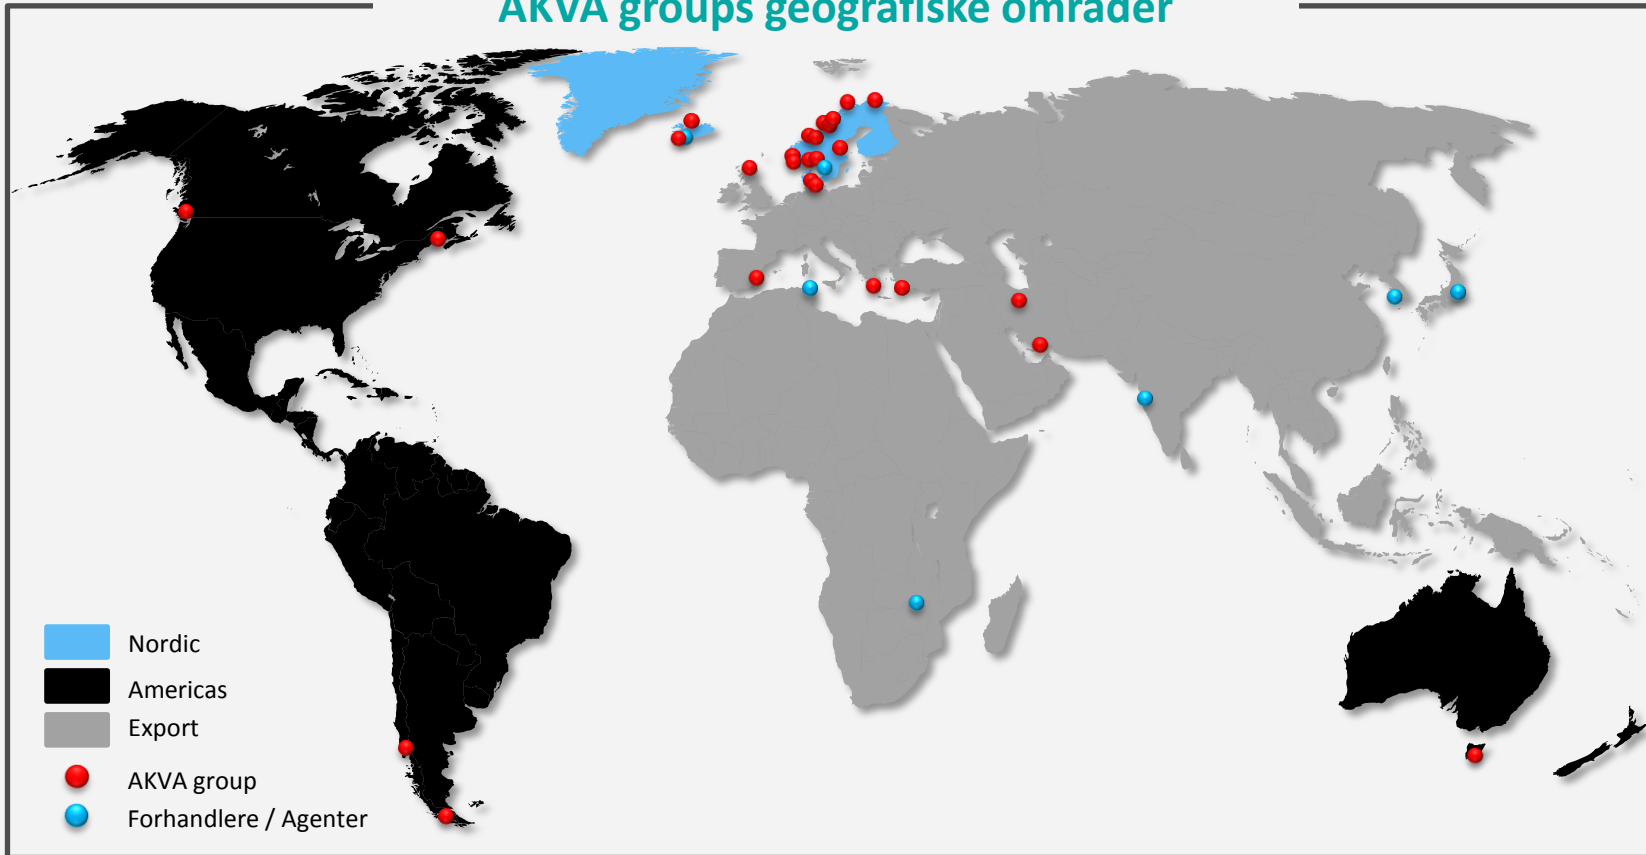 AKVA groups geografiske områder
Nordic
Americas
Export
AKVA group
Forhandlere / Agenter